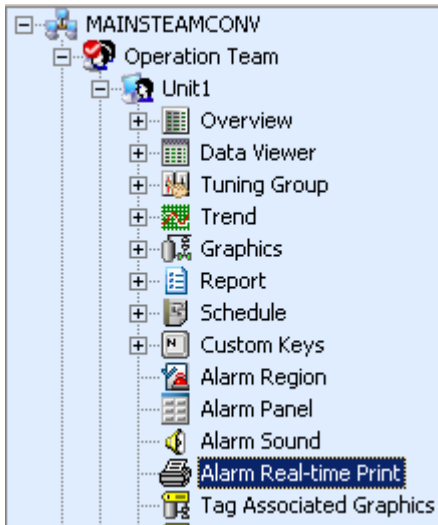 MAINSTEAMCONV
Operation Team
Unit1
Overview
Data Viewer
Tuning Group
Trend
Graphics
Report
Schedule
Custom Keys
Alarm Region
Alarm Panel
Alarm Sound
Alarm Real-time Print
Tag Associated Graphics